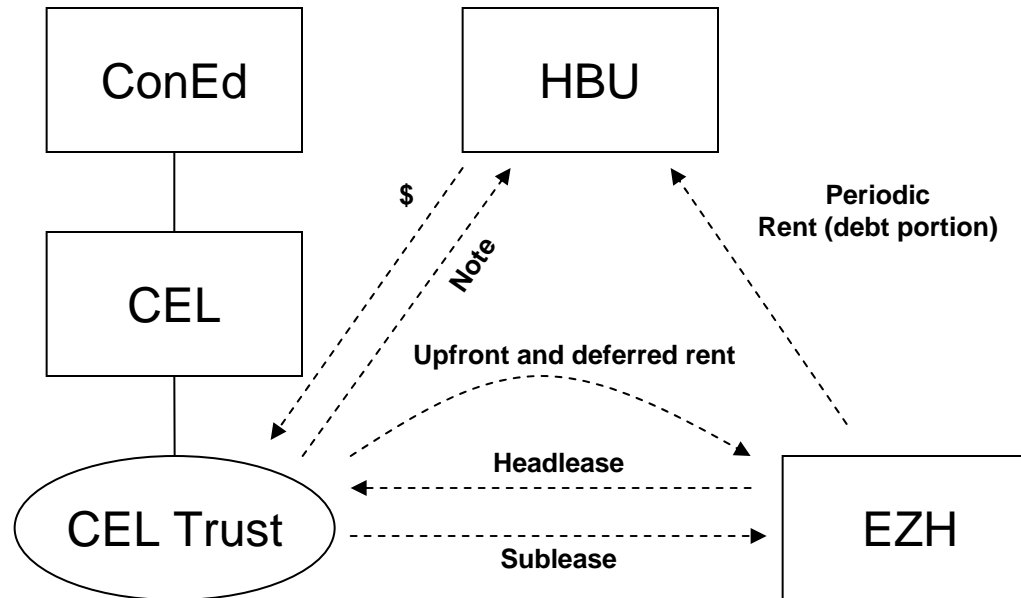 ConEd
HBU
$
Note
Periodic
Rent (debt portion)
CEL
Upfront and deferred rent
Headlease
CEL Trust
EZH
Sublease